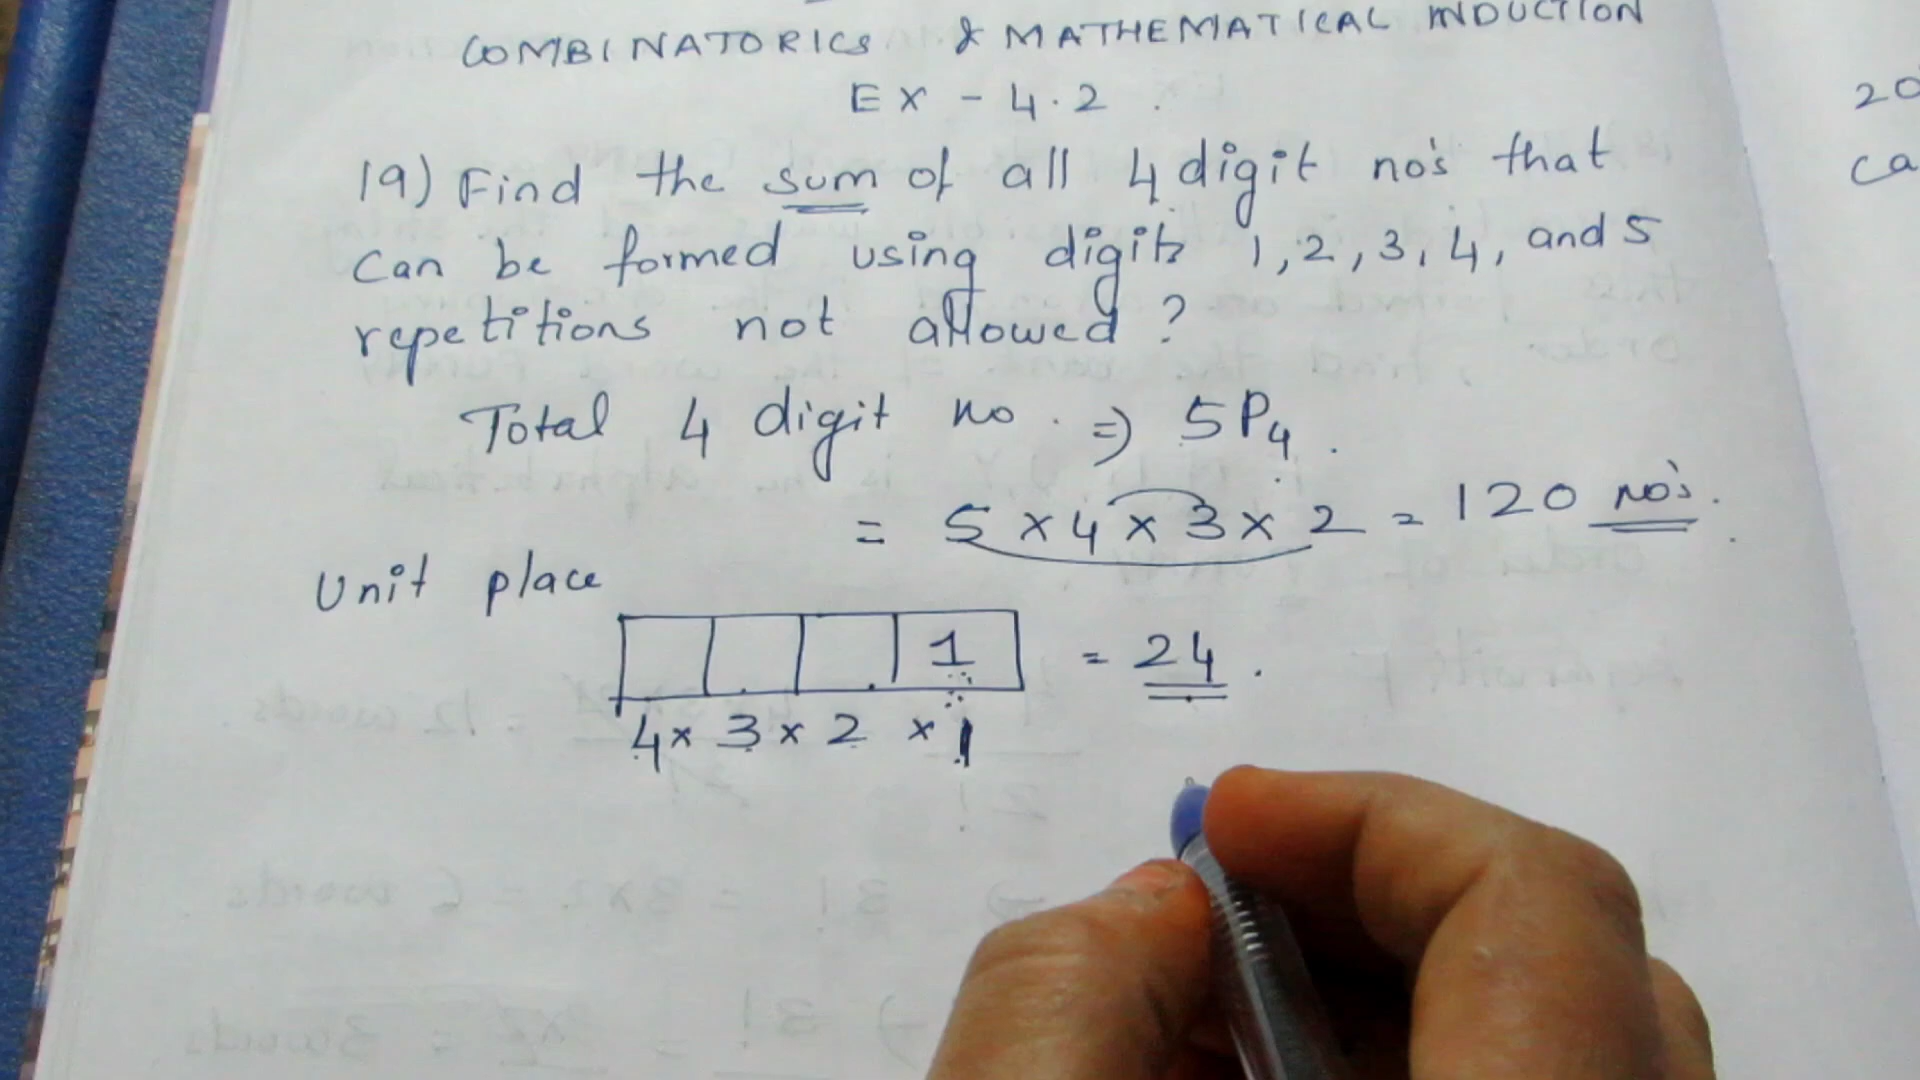 COMBINATORICS & MATHEMATICAL INDUCTION
EX - 4.2
19) Find the sum of all 4 digit no's that
can be formed using digits 1, 2, 3, 4, and 5
repetitions not allowed ?
Total 4 digit no. => 5P4.
= 5 x 4 x 3 x 2 = 120 no's.
Unit place
1 = 24.
4 x 3 x 2 x 1
20
ca